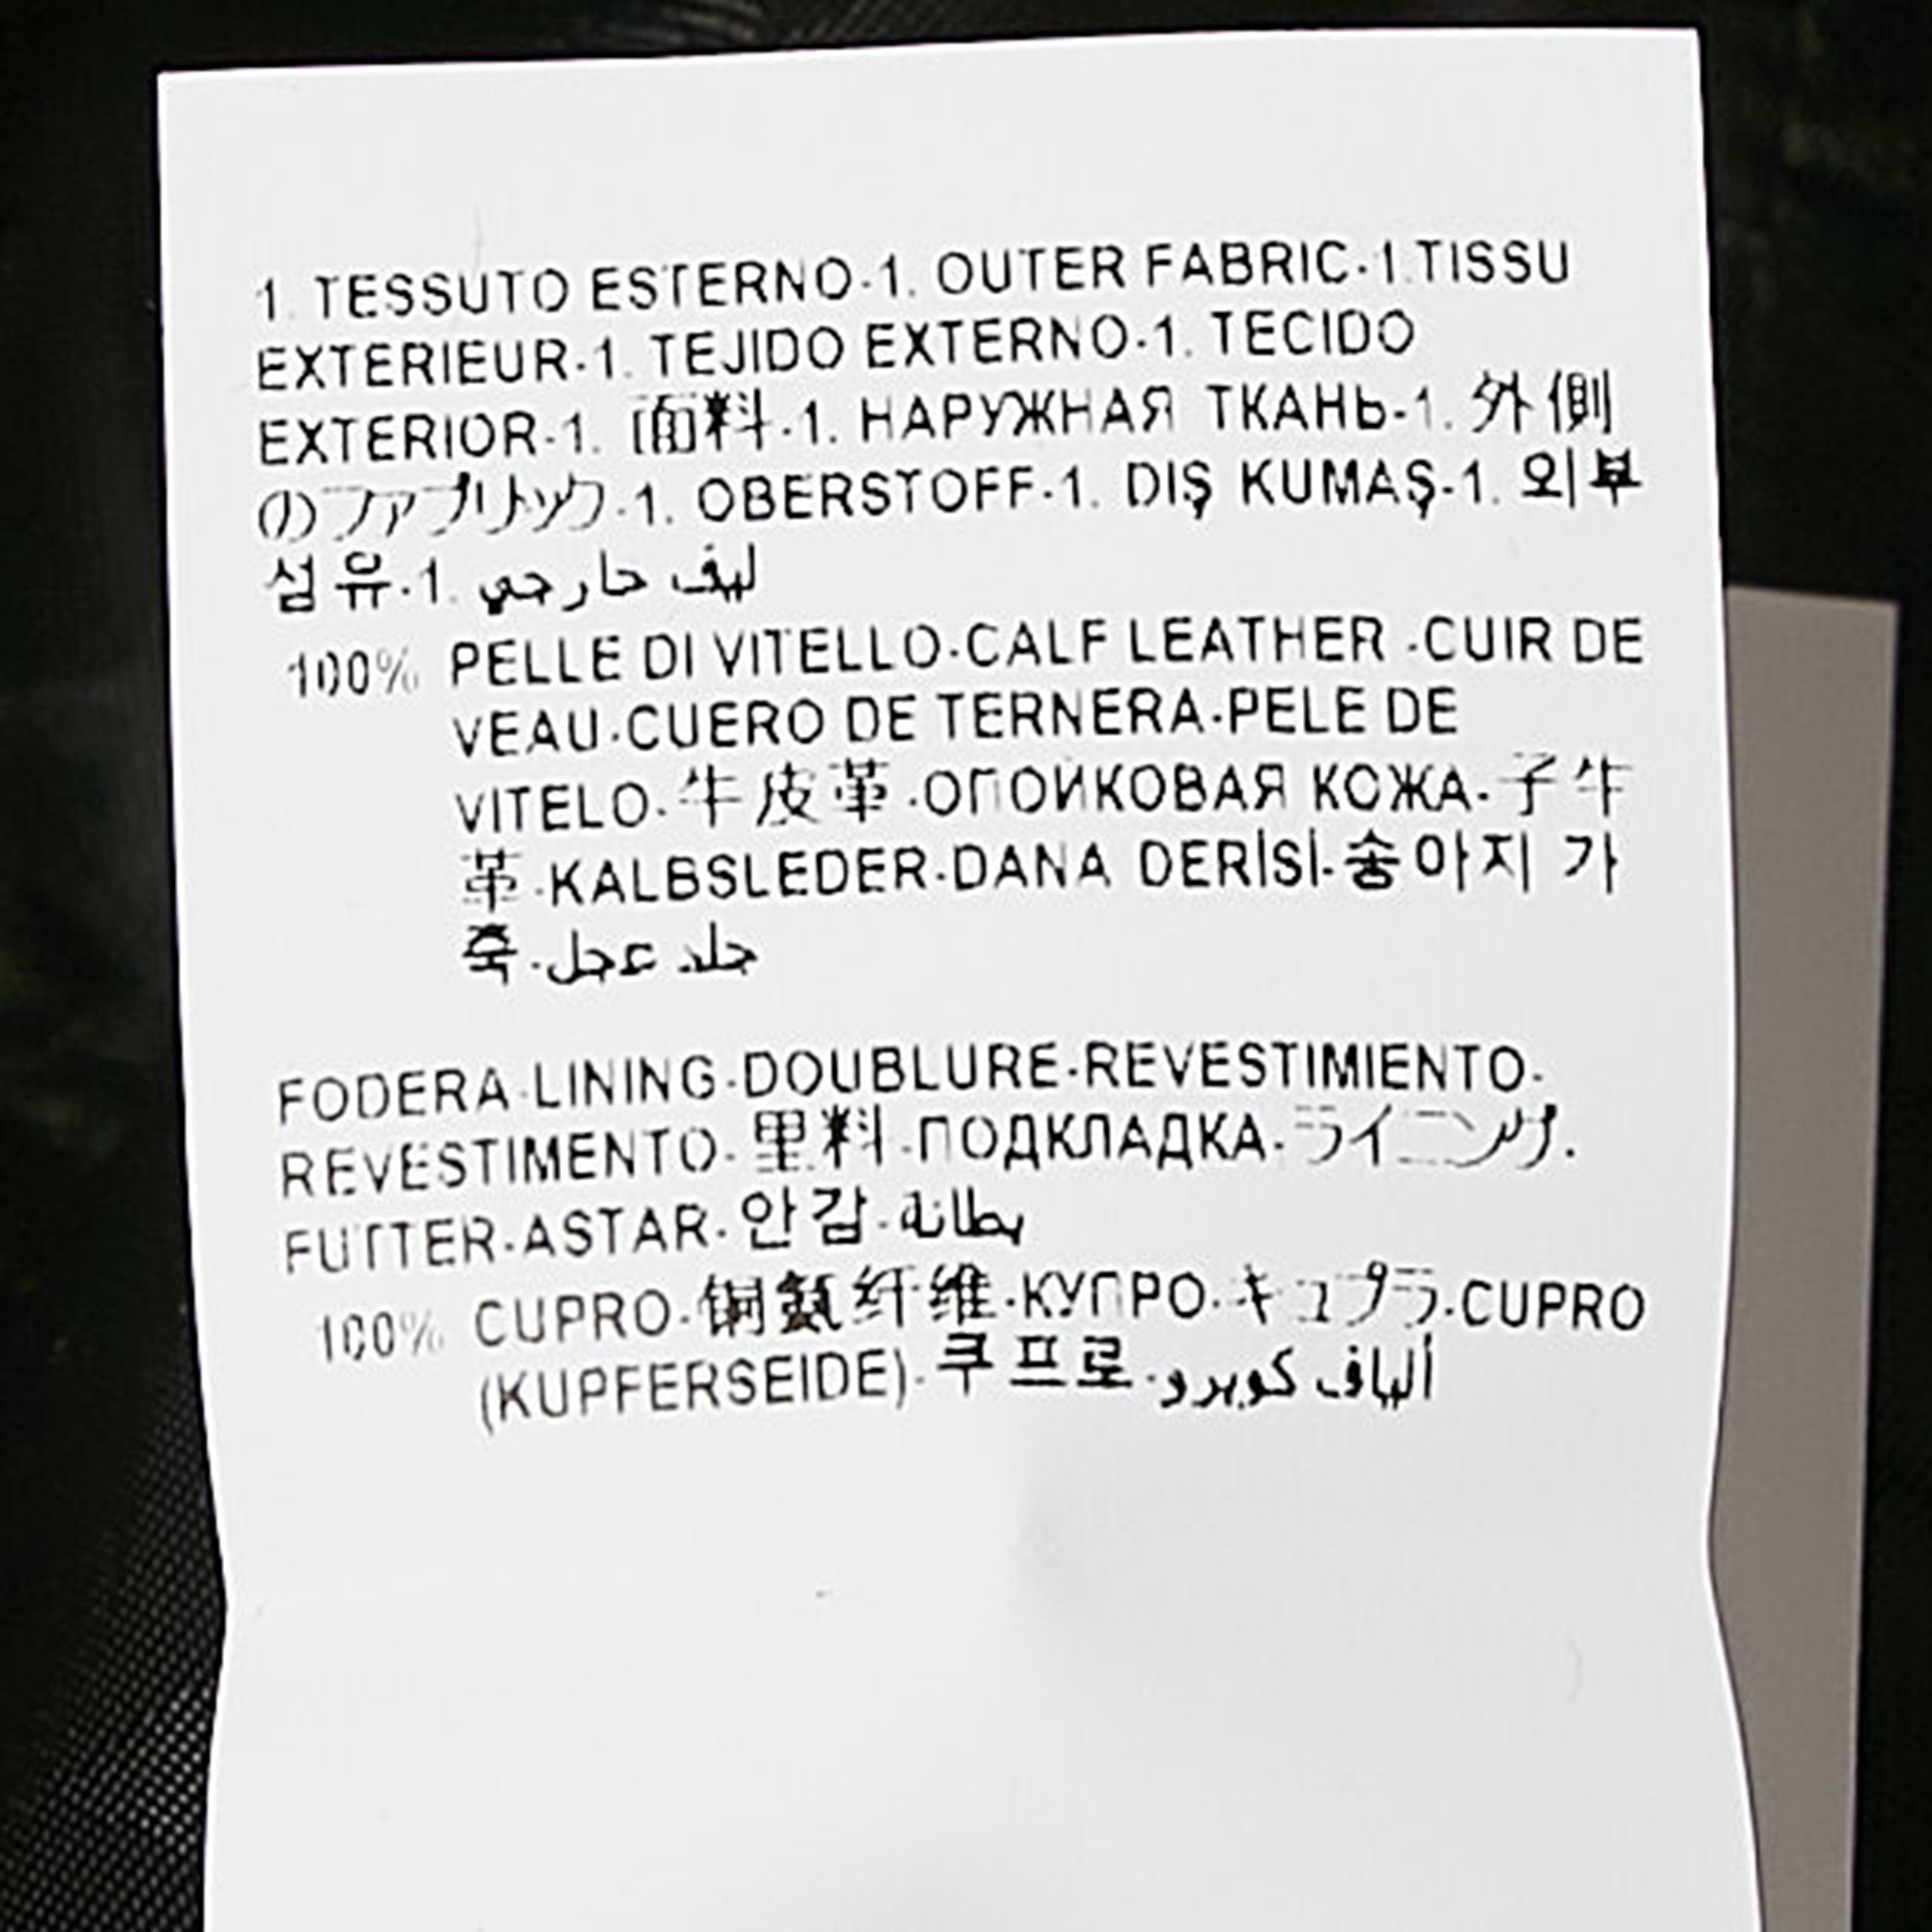 1. TESSUTO ESTERNO-1. OUTER FABRIC-1.TISSU
EXTERIEUR-1. TEJIDO EXTERNO-1. TECIDO
EXTERIOR-1. 面料-1. НАРУЖНАЯ ТКАНЬ-1. 外側
のファブリック-1. OBERSTOFF-1. DIŞ KUMAŞ-1. 외부
섬유-1. ليف حارجي
100% PELLE DI VITELLO-CALF LEATHER -CUIR DE
VEAU-CUERO DE TERNERA-PELE DE
VITELO-牛皮革-ОПОЙКОВАЯ КОЖА-子牛
革-KALBSLEDER-DANA DERİSİ-송아지 가
죽-جلد عجل
FODERA-LINING-DOUBLURE-REVESTIMIENTO-
REVESTIMENTO-里料-ПОДКЛАДКА-ライニング-
FUTTER-ASTAR-안감-بطانة
100% CUPRO-铜氨纤维-КУПРО-キュプラ-CUPRO
(KUPFERSEIDE)-쿠프로-ألياف كوبرو